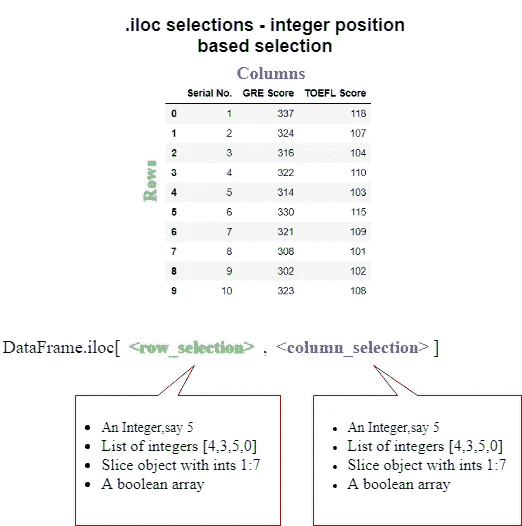 .iloc selections - integer position
based selection
Columns
Serial No. GRE Score TOEFL Score
0 1 337 118
1 2 324 107
2 3 316 104
3 4 322 110
4 5 314 103
5 6 330 115
6 7 321 109
7 8 308 101
8 9 302 102
9 10 323 108
Rows
DataFrame.iloc[ <row_selection> , <column_selection> ]
• An Integer,say 5
• List of integers [4,3,5,0]
• Slice object with ints 1:7
• A boolean array
• An Integer,say 5
• List of integers [4,3,5,0]
• Slice object with ints 1:7
• A boolean array